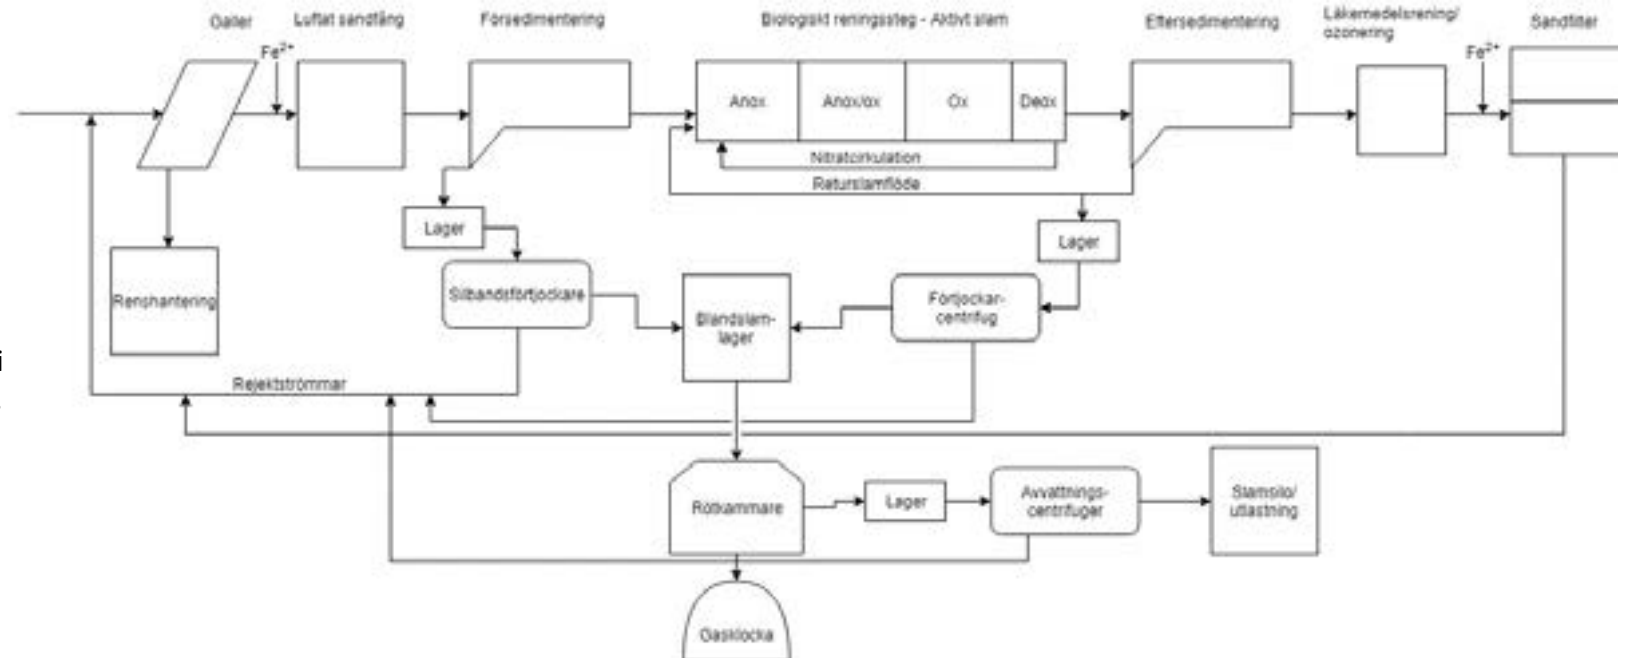 Galler
Luftat sandfång
Försedimentering
Biologiskt reningssteg - Aktivt slam
Eftersedimentering
Läkemedelsrening/
ozonering
Sandfilter
Fe²⁺
Fe²⁺
Anox
Anox/ox
Ox
Deox
Nitratcirkulation
Returslamflöde
Lager
Lager
Renshantering
Silbandsförtjockare
Blandslam-
lager
Förtjockar-
centrifug
i
Rejektströmmar
Rötkammare
Lager
Avvattnings-
centrifuger
Slamsilo/
utlastning
Gasklocka